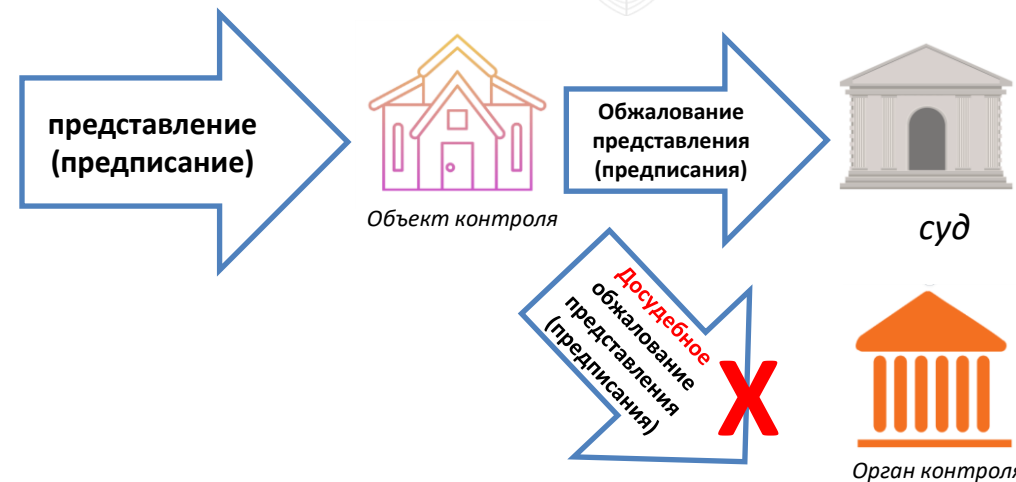 представление
(предписание)
Объект контроля
Обжалование
представления
(предписания)
суд
Досудебное
обжалование
представления
(предписания)
X
Орган контроля